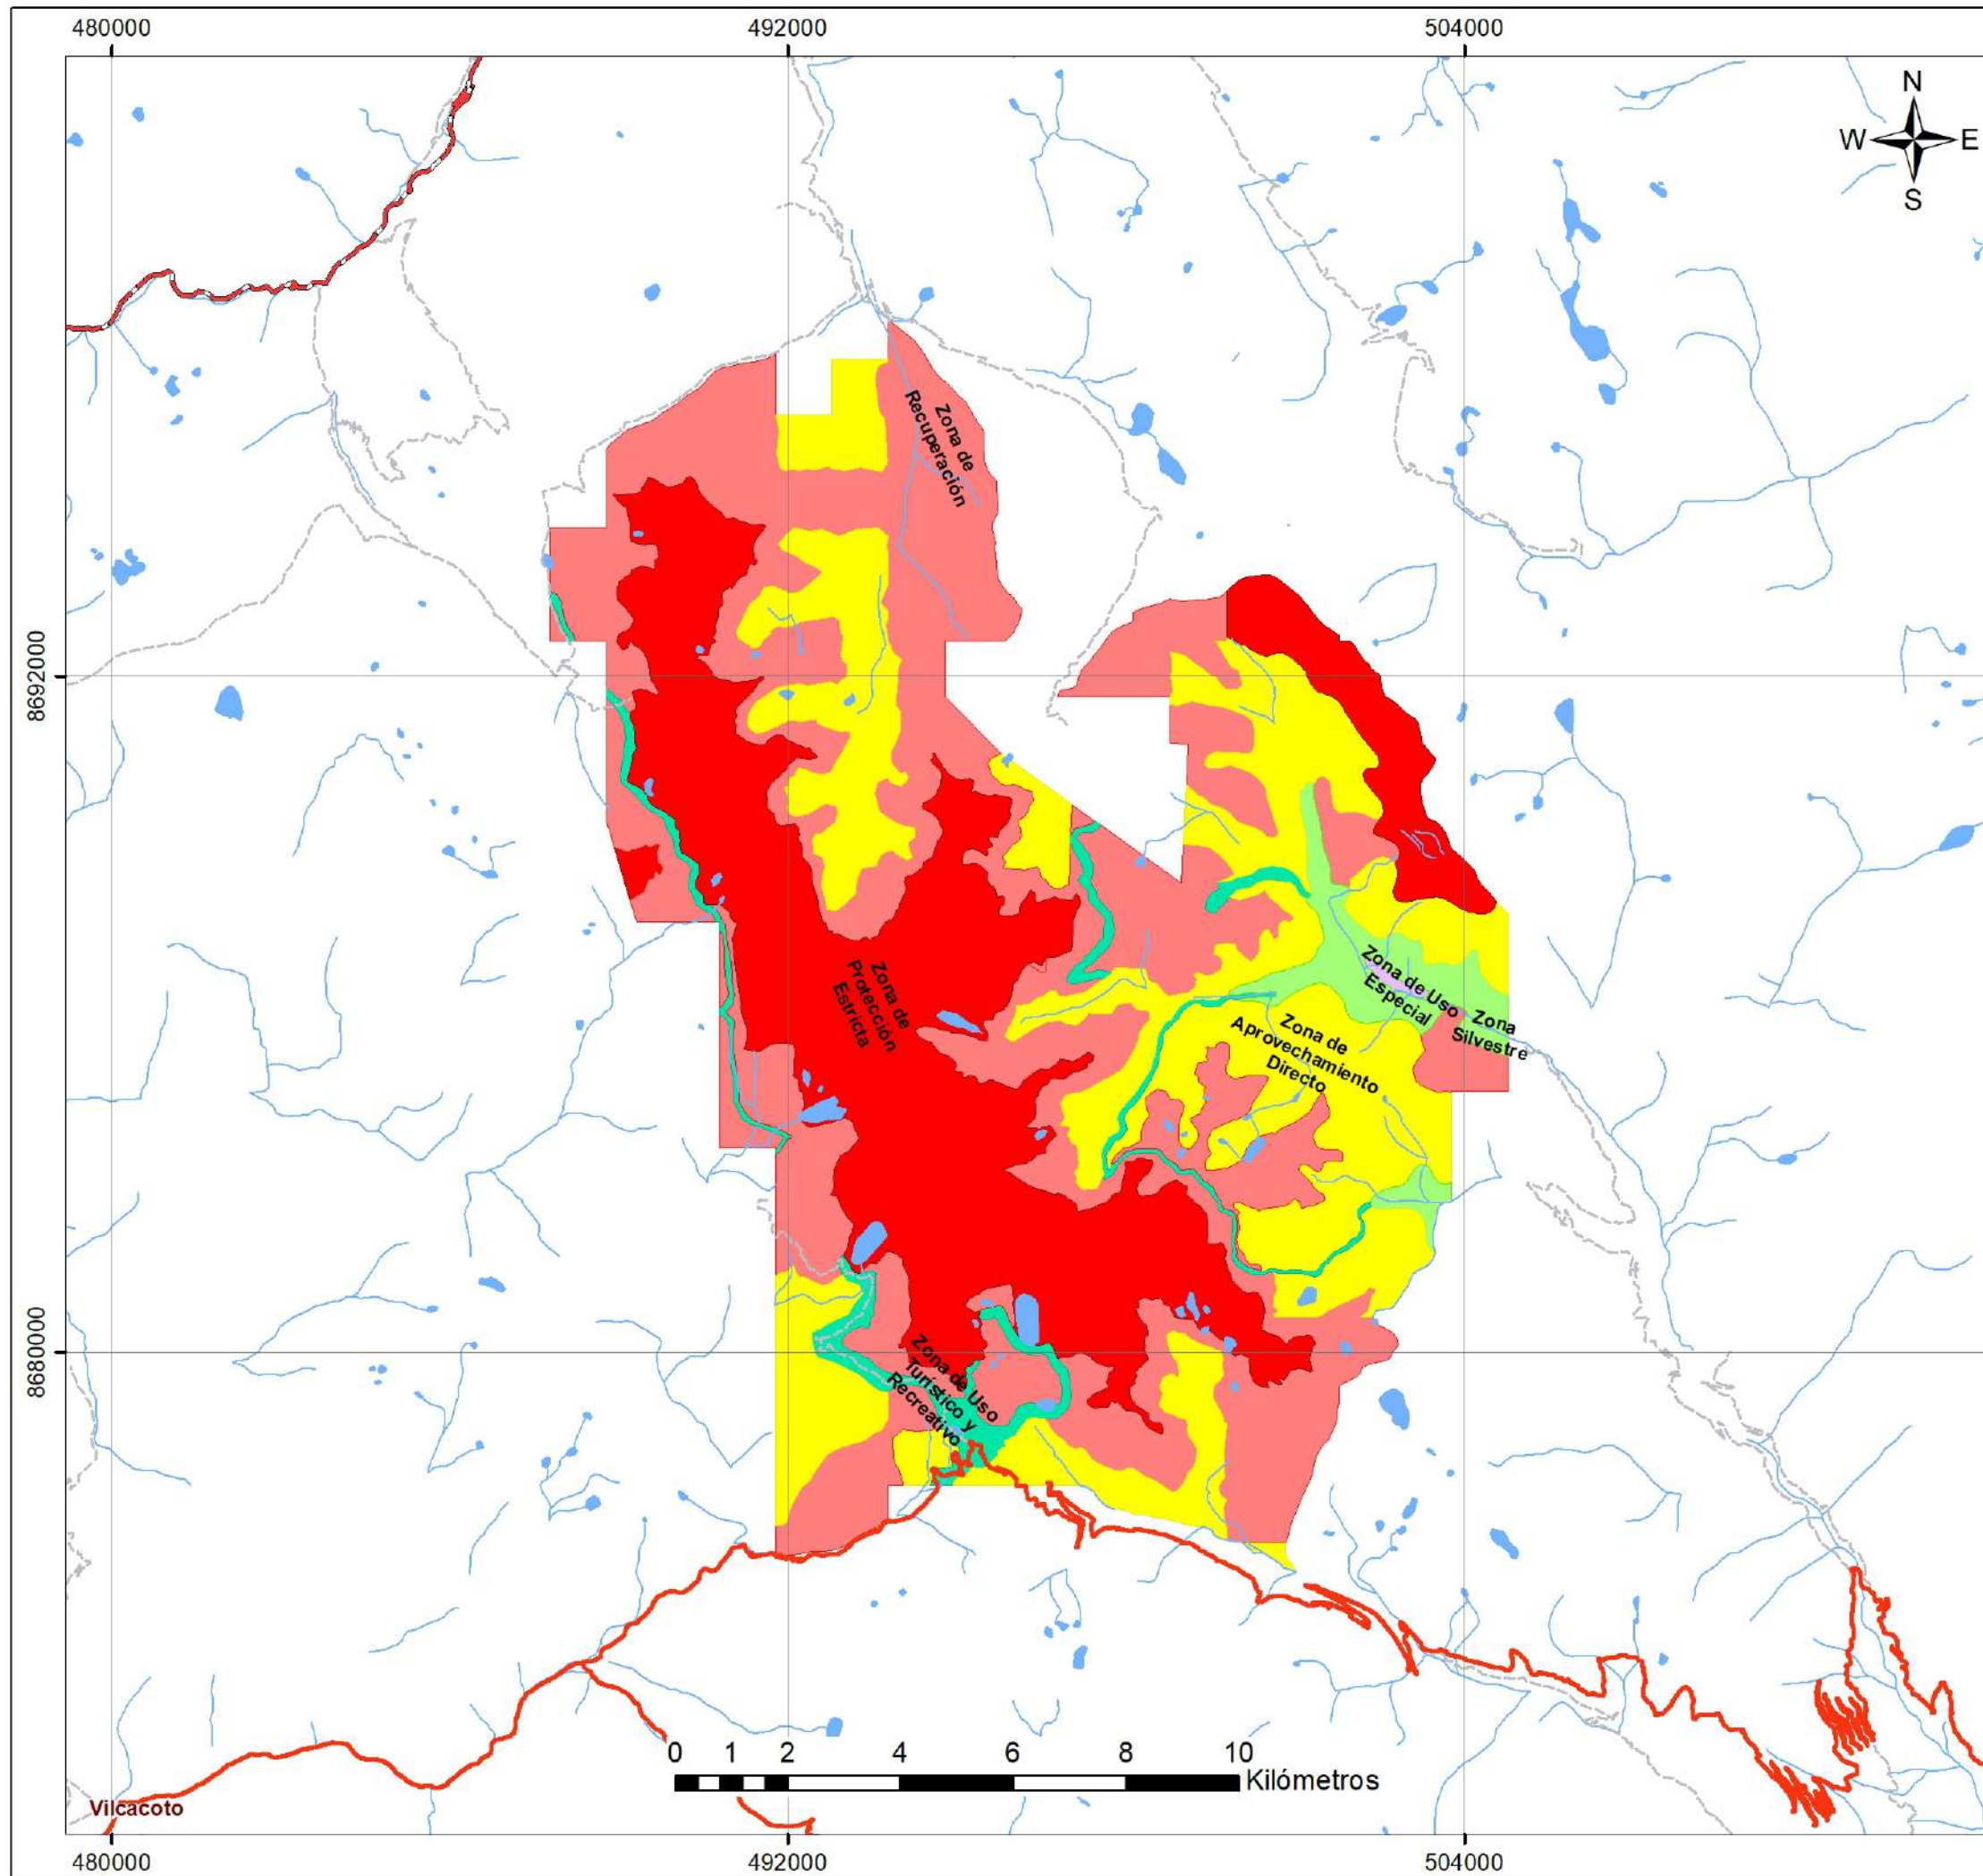 480000
492000
504000
N
W
E
S
Zona de
Recuperación
8692000
Zona de
Protección
Estricta
Zona de Uso
Especial
Zona
Silvestre
Zona de
Aprovechamiento
Directo
8680000
Zona de Uso
Turístico y
Recreativo
0 1 2 4 6 8 10
Kilómetros
Vilcacoto
480000
492000
504000